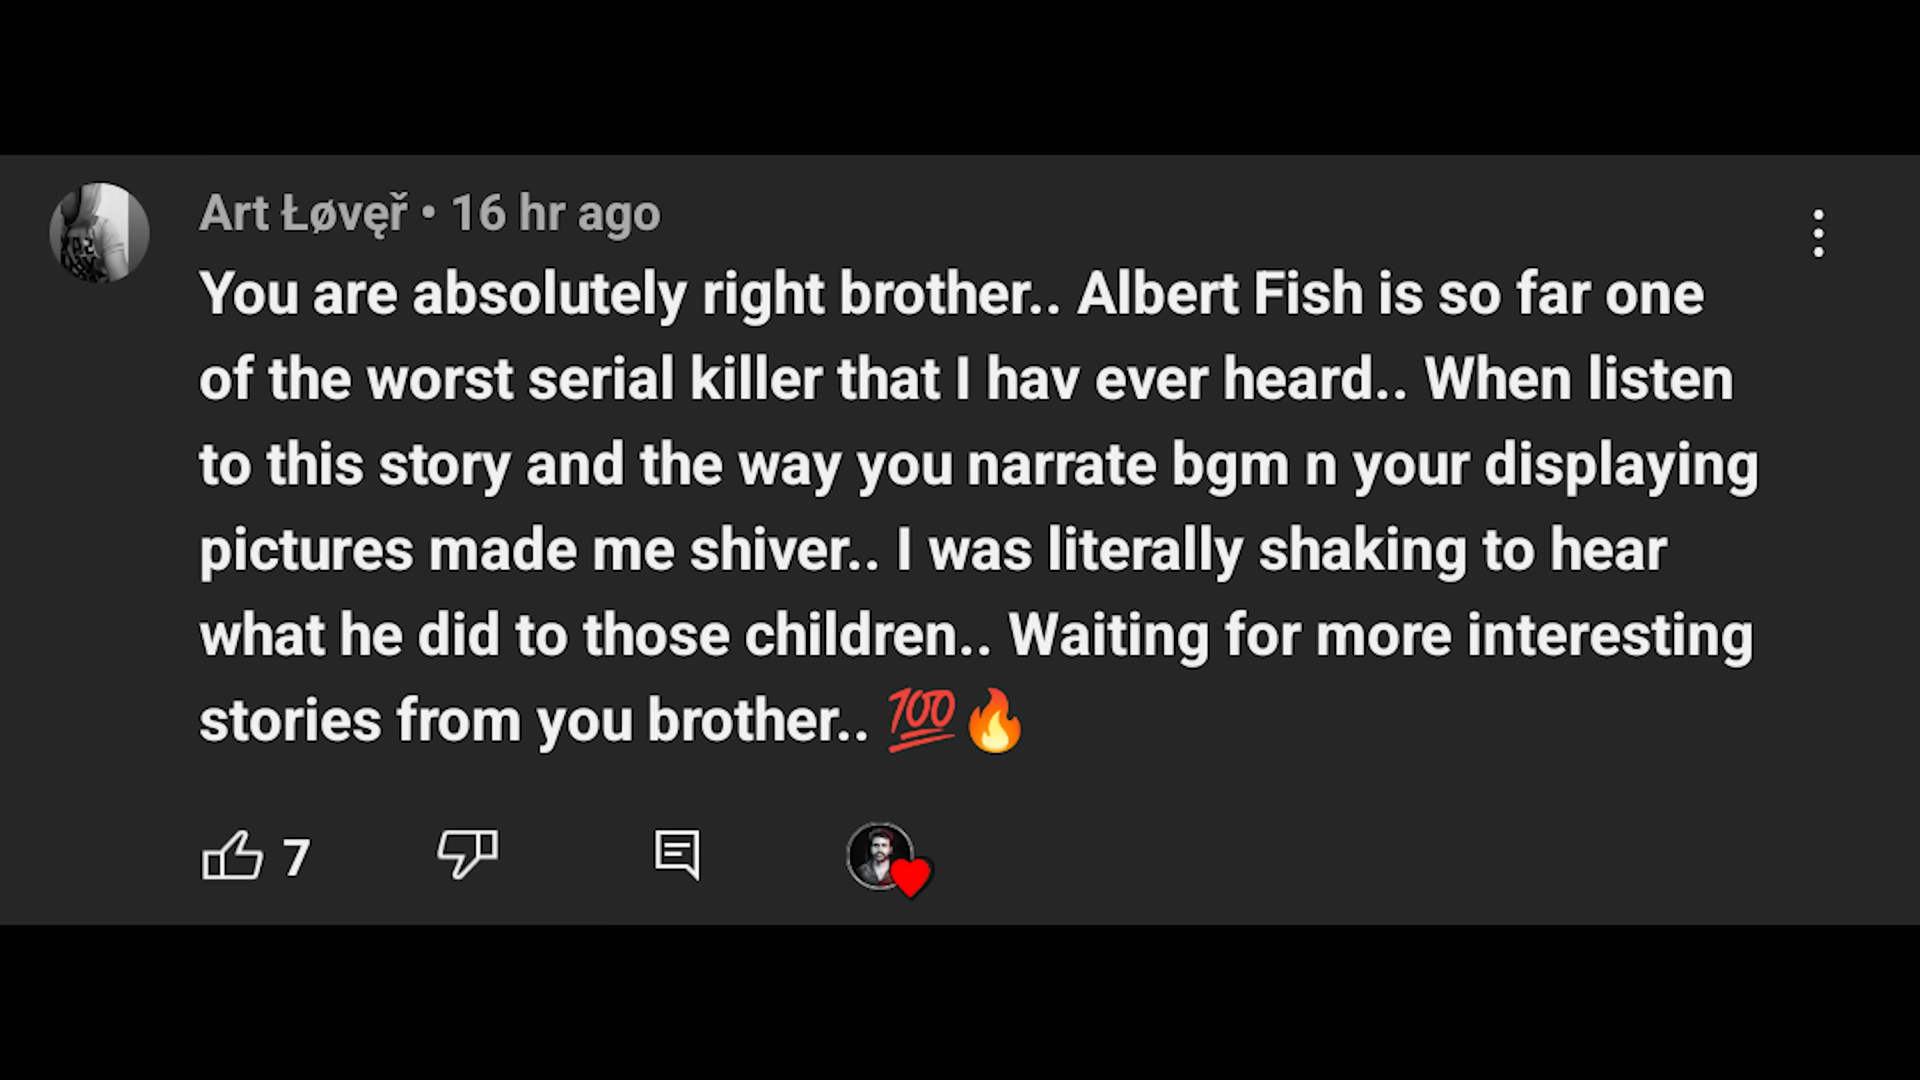 Art Łøvęř • 16 hr ago
You are absolutely right brother.. Albert Fish is so far one
of the worst serial killer that I hav ever heard.. When listen
to this story and the way you narrate bgm n your displaying
pictures made me shiver.. I was literally shaking to hear
what he did to those children.. Waiting for more interesting
stories from you brother.. 💯🔥
7